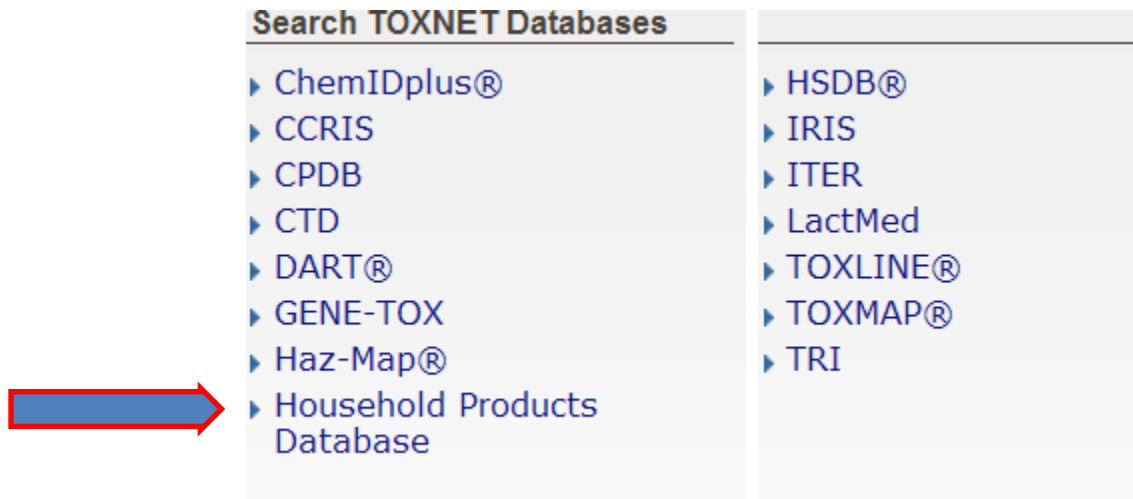 Search TOXNET Databases
ChemIDplus®
CCRIS
CPDB
CTD
DART®
GENE-TOX
Haz-Map®
Household Products
Database
HSDB®
IRIS
ITER
LactMed
TOXLINE®
TOXMAP®
TRI